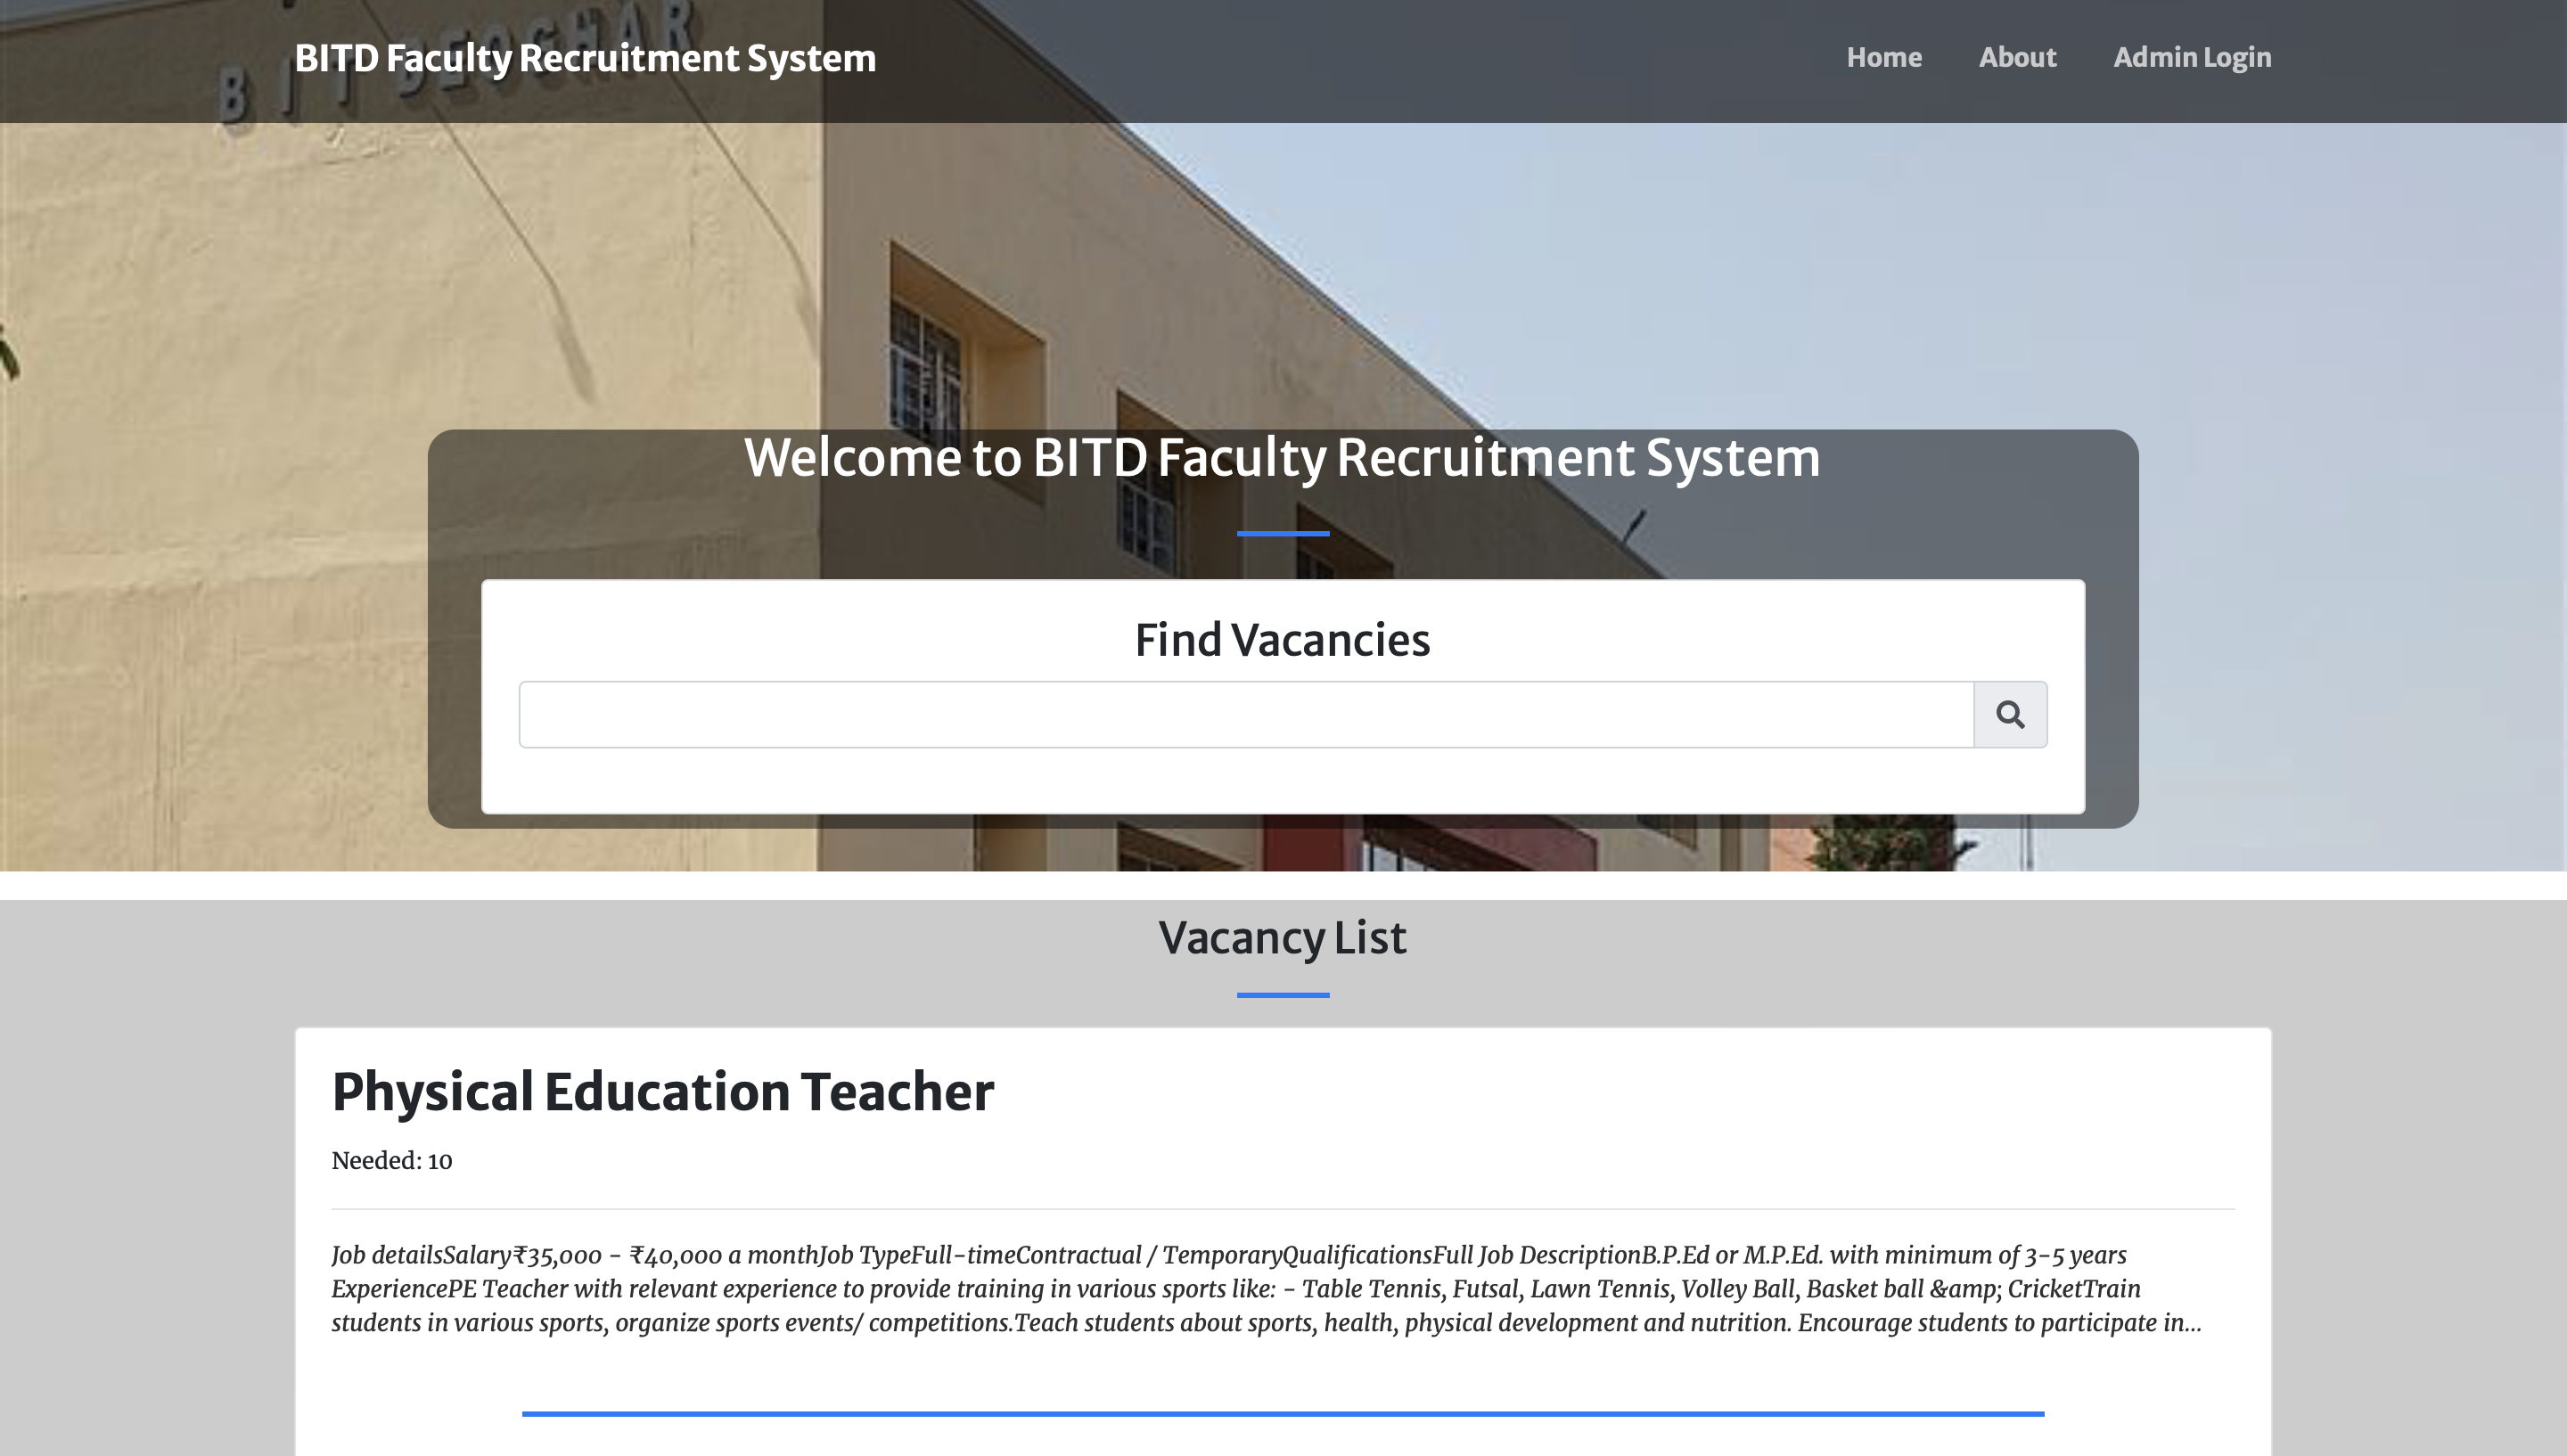 BIT DEOGHAR
BITD Faculty Recruitment System
Home
About
Admin Login
Welcome to BITD Faculty Recruitment System
Find Vacancies
Vacancy List
Physical Education Teacher
Needed: 10
Job detailsSalary₹35,000 - ₹40,000 a monthJob TypeFull-timeContractual / TemporaryQualificationsFull Job DescriptionB.P.Ed or M.P.Ed. with minimum of 3-5 years
ExperiencePE Teacher with relevant experience to provide training in various sports like: - Table Tennis, Futsal, Lawn Tennis, Volley Ball, Basket ball &amp; CricketTrain
students in various sports, organize sports events/ competitions.Teach students about sports, health, physical development and nutrition. Encourage students to participate in...